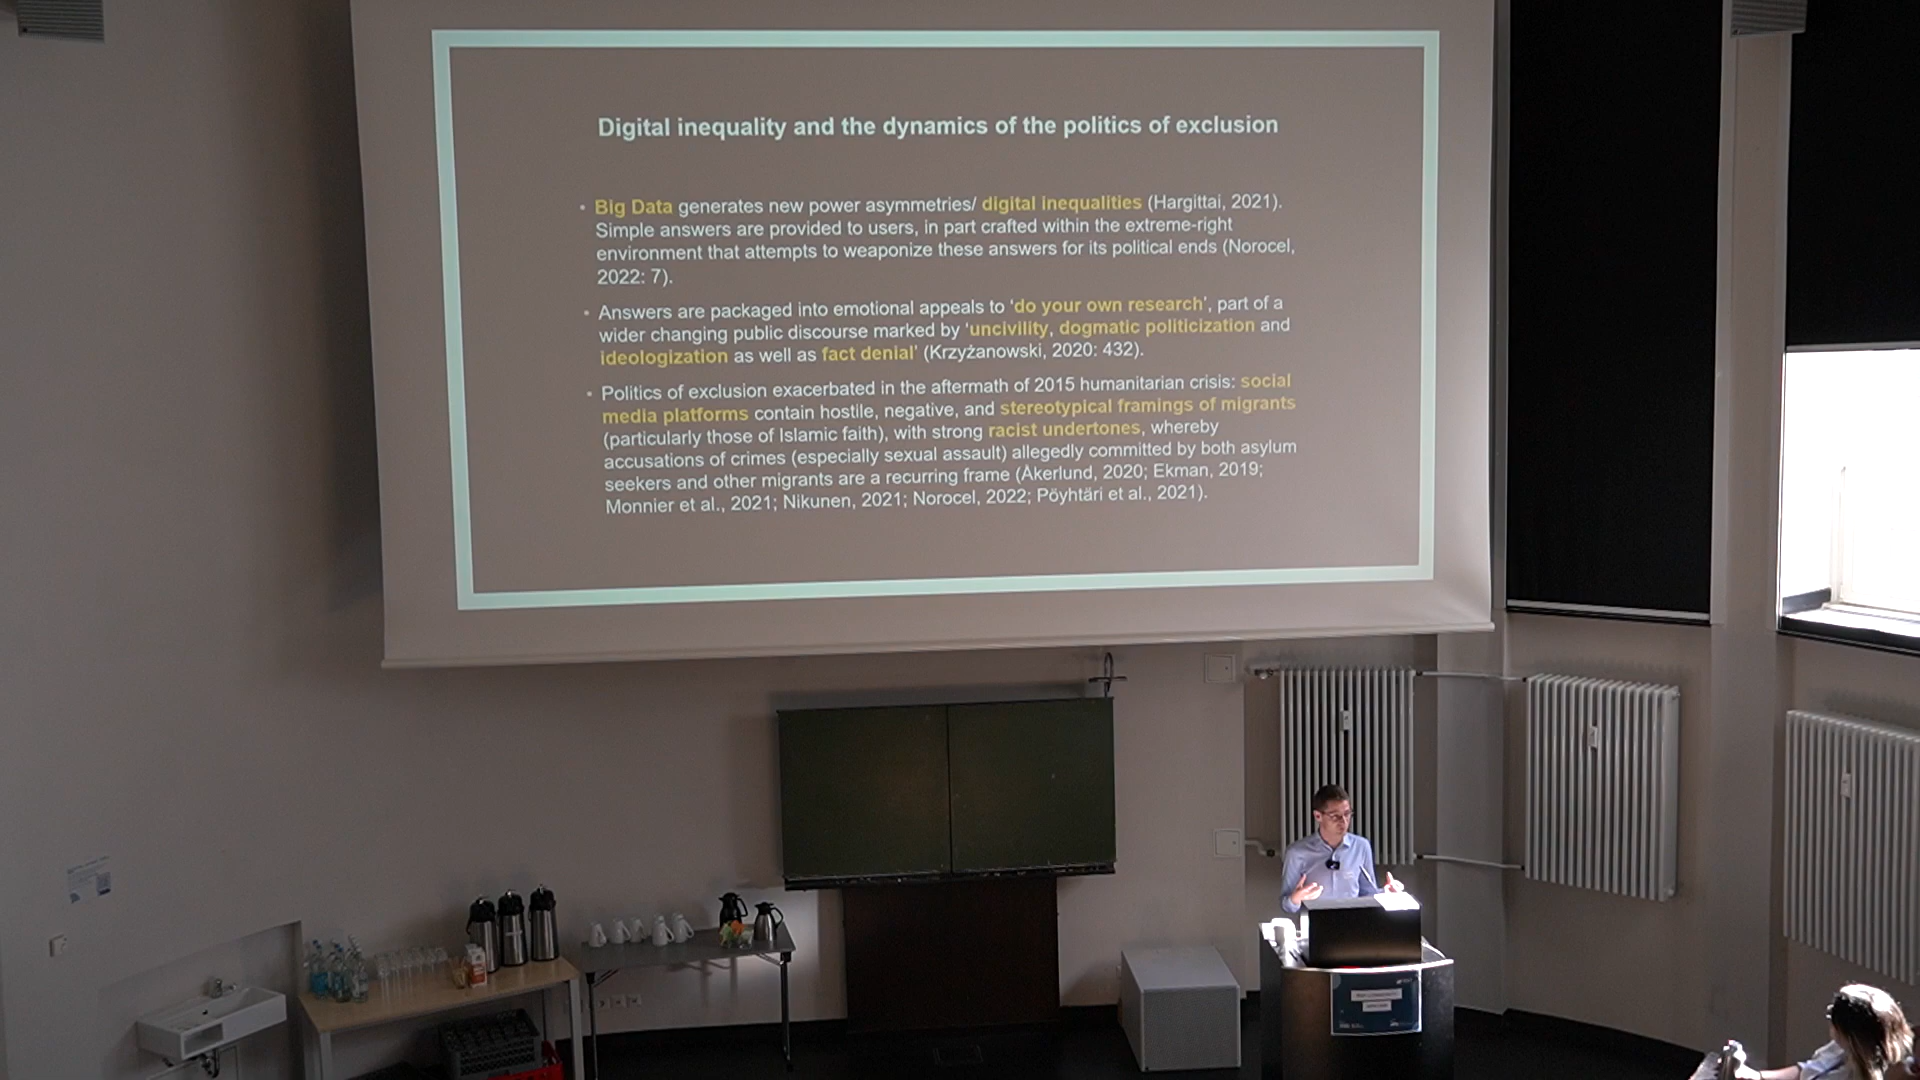 Digital inequality and the dynamics of the politics of exclusion
• Big Data generates new power asymmetries/ digital inequalities (Hargittai, 2021).
Simple answers are provided to users, in part crafted within the extreme-right
environment that attempts to weaponize these answers for its political ends (Norocel,
2022: 7).
• Answers are packaged into emotional appeals to 'do your own research', part of a
wider changing public discourse marked by 'uncivility, dogmatic politicization and
ideologization as well as fact denial' (Krzyżanowski, 2020: 432).
• Politics of exclusion exacerbated in the aftermath of 2015 humanitarian crisis: social
media platforms contain hostile, negative, and stereotypical framings of migrants
(particularly those of Islamic faith), with strong racist undertones, whereby
accusations of crimes (especially sexual assault) allegedly committed by both asylum
seekers and other migrants are a recurring frame (Åkerlund, 2020; Ekman, 2019;
Monnier et al., 2021; Nikunen, 2021; Norocel, 2022; Pöyhtäri et al., 2021).